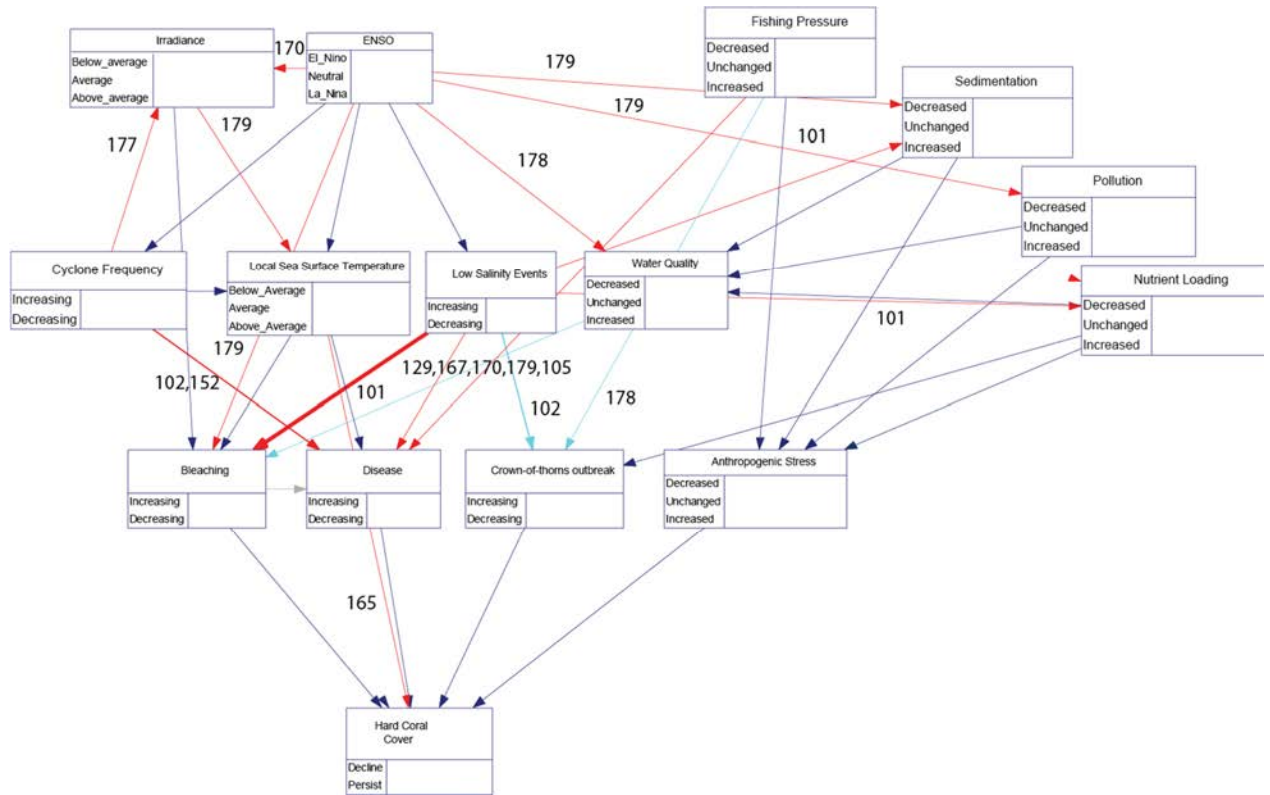 Fishing Pressure
Decreased
Unchanged
Increased
Irradiance
Below_average
Average
Above_average
170
ENSO
El_Nino
Neutral
La_Nina
179
Sedimentation
Decreased
Unchanged
Increased
179
101
177
179
178
Pollution
Decreased
Unchanged
Increased
Cyclone Frequency
Increasing
Decreasing
Local Sea Surface Temperature
Below_Average
Average
Above_Average
Low Salinity Events
Increasing
Decreasing
Water Quality
Decreased
Unchanged
Increased
Nutrient Loading
Decreased
Unchanged
Increased
101
179
102,152
101
129,167,170,179,105
102
178
Bleaching
Increasing
Decreasing
Disease
Increasing
Decreasing
Crown-of-thorns outbreak
Increasing
Decreasing
Anthropogenic Stress
Decreased
Unchanged
Increased
165
Hard Coral
Cover
Decline
Persist